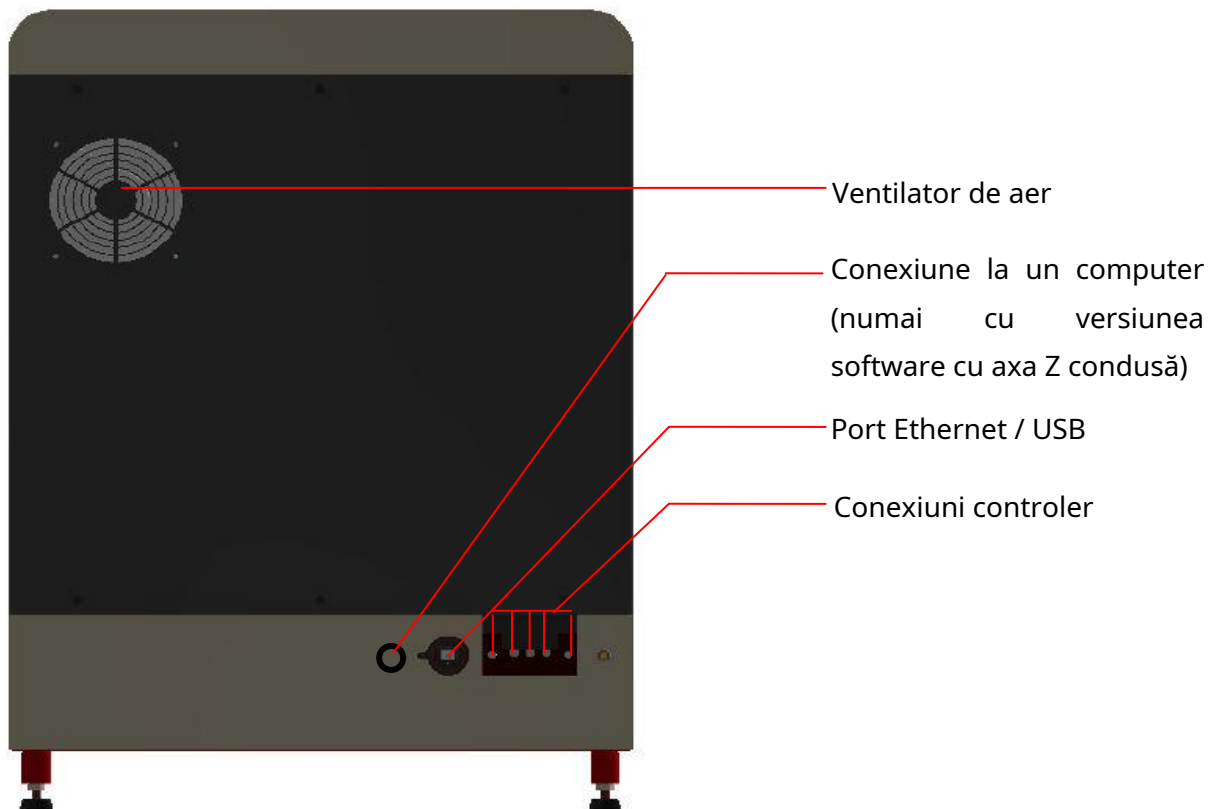 Ventilator de aer
Conexiune la un computer
(numai cu versiunea
software cu axa Z condusă)
Port Ethernet / USB
Conexiuni controler